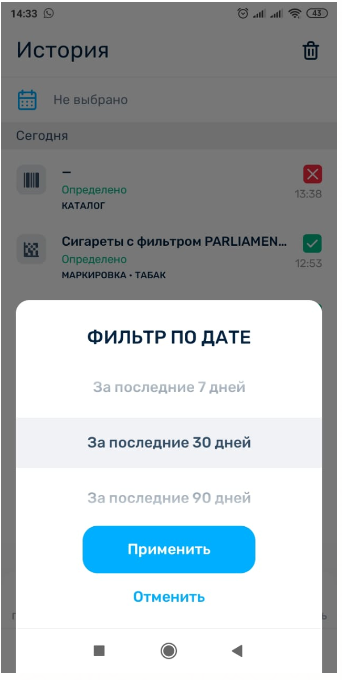 14:33
43
История
Не выбрано
Сегодня
—
Определено
13:38
КАТАЛОГ
Сигареты с фильтром PARLIAMEN...
Определено
12:53
МАРКИРОВКА • ТАБАК
ФИЛЬТР ПО ДАТЕ
За последние 7 дней
За последние 30 дней
За последние 90 дней
Применить
Отменить